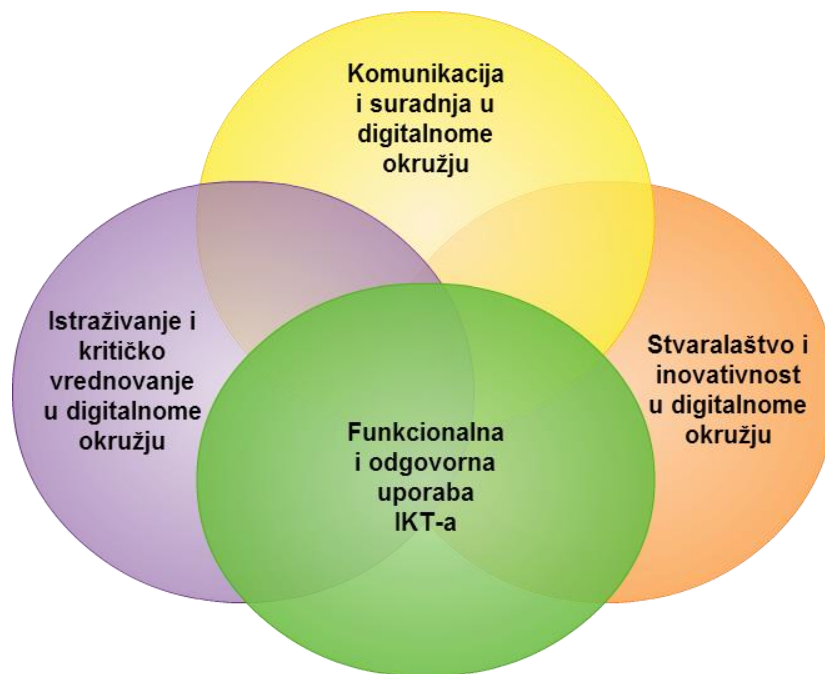 Komunikacija
i suradnja u
digitalnome
okružju
Istraživanje i
kritičko
vrednovanje
u digitalnome
okružju
Stvaralaštvo i
inovativnost
u digitalnome
okružju
Funkcionalna
i odgovorna
uporaba
IKT-a